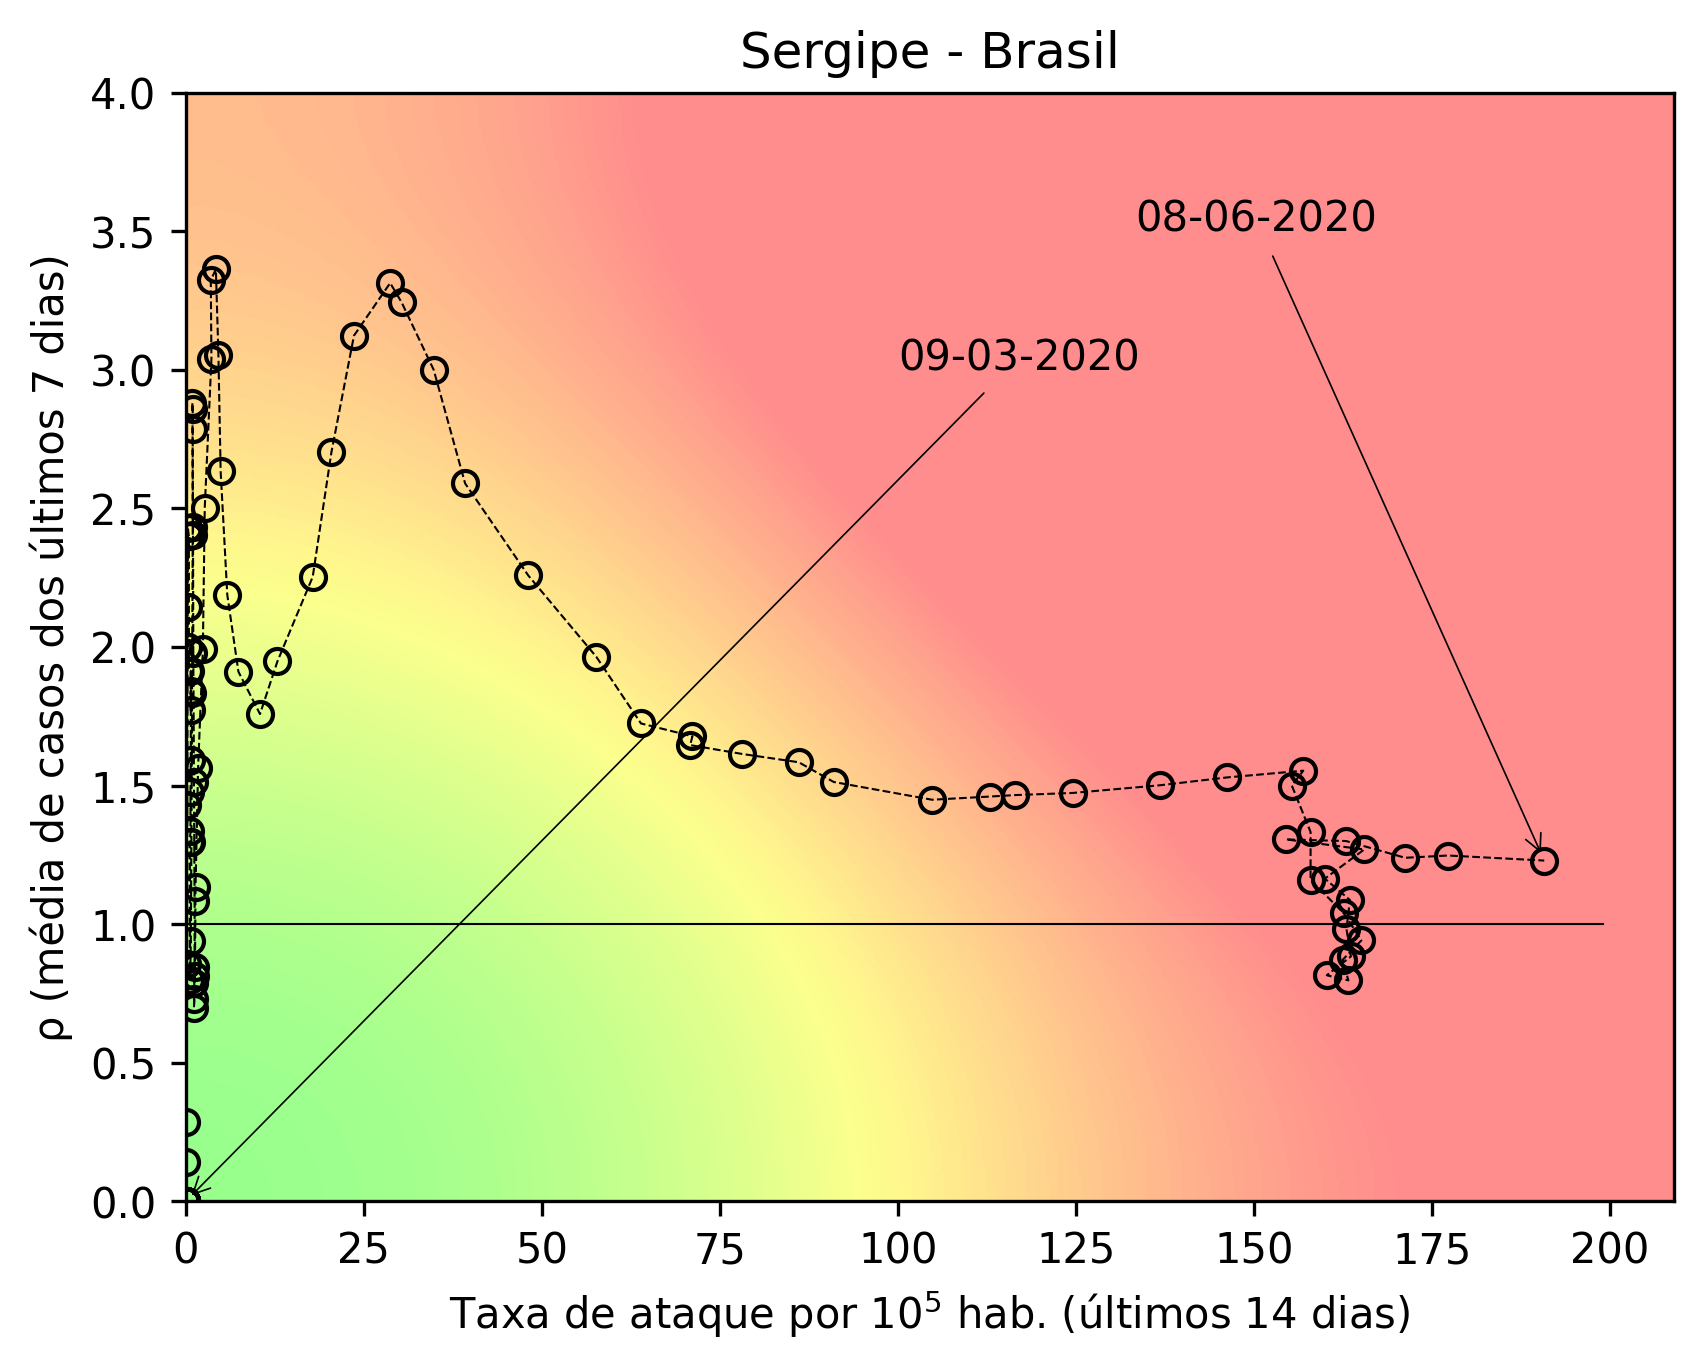 Sergipe - Brasil
4.0
3.5
3.0
2.5
2.0
1.5
1.0
0.5
0.0
ρ (média de casos dos últimos 7 dias)
08-06-2020
09-03-2020
0 25 50 75 100 125 150 175 200
Taxa de ataque por 10⁵ hab. (últimos 14 dias)